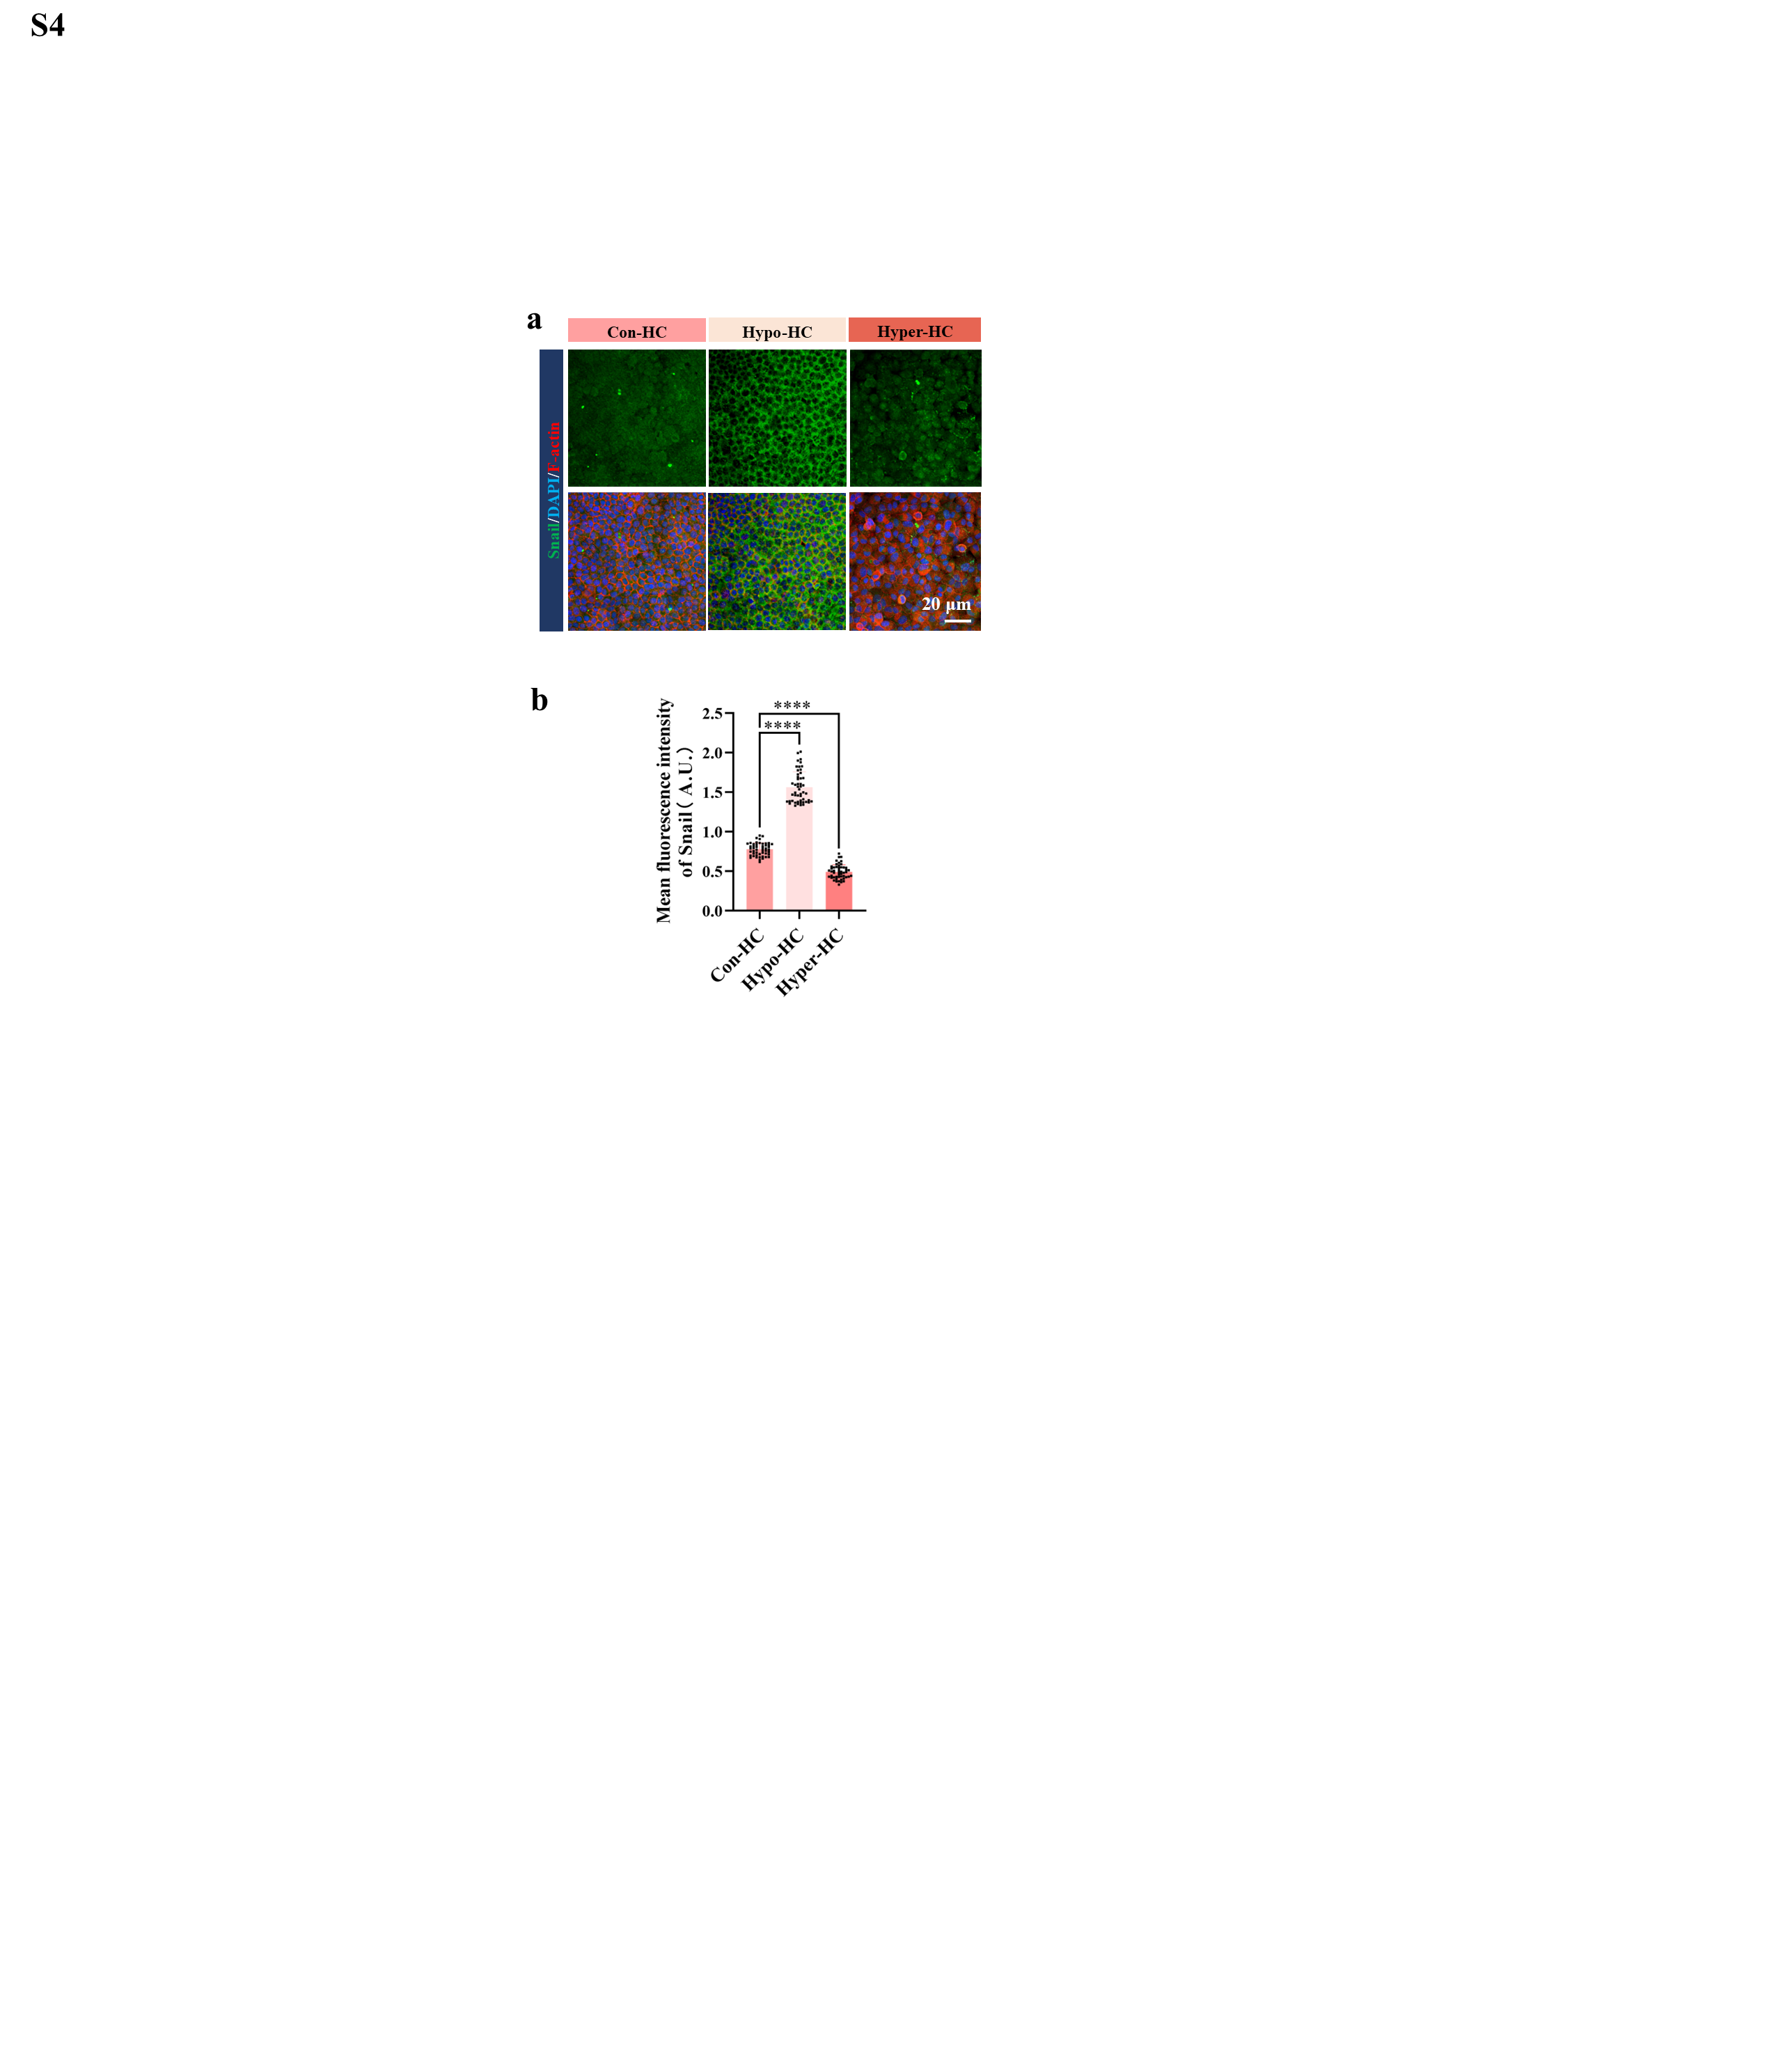 S4
a
Con-HC
Hypo-HC
Hyper-HC
Snail/DAPI/F-actin
20 μm
b
Mean fluorescence intensity
of Snail( A.U.)
2.5
2.0
1.5
1.0
0.5
0.0
****
****
Con-HC
Hypo-HC
Hyper-HC